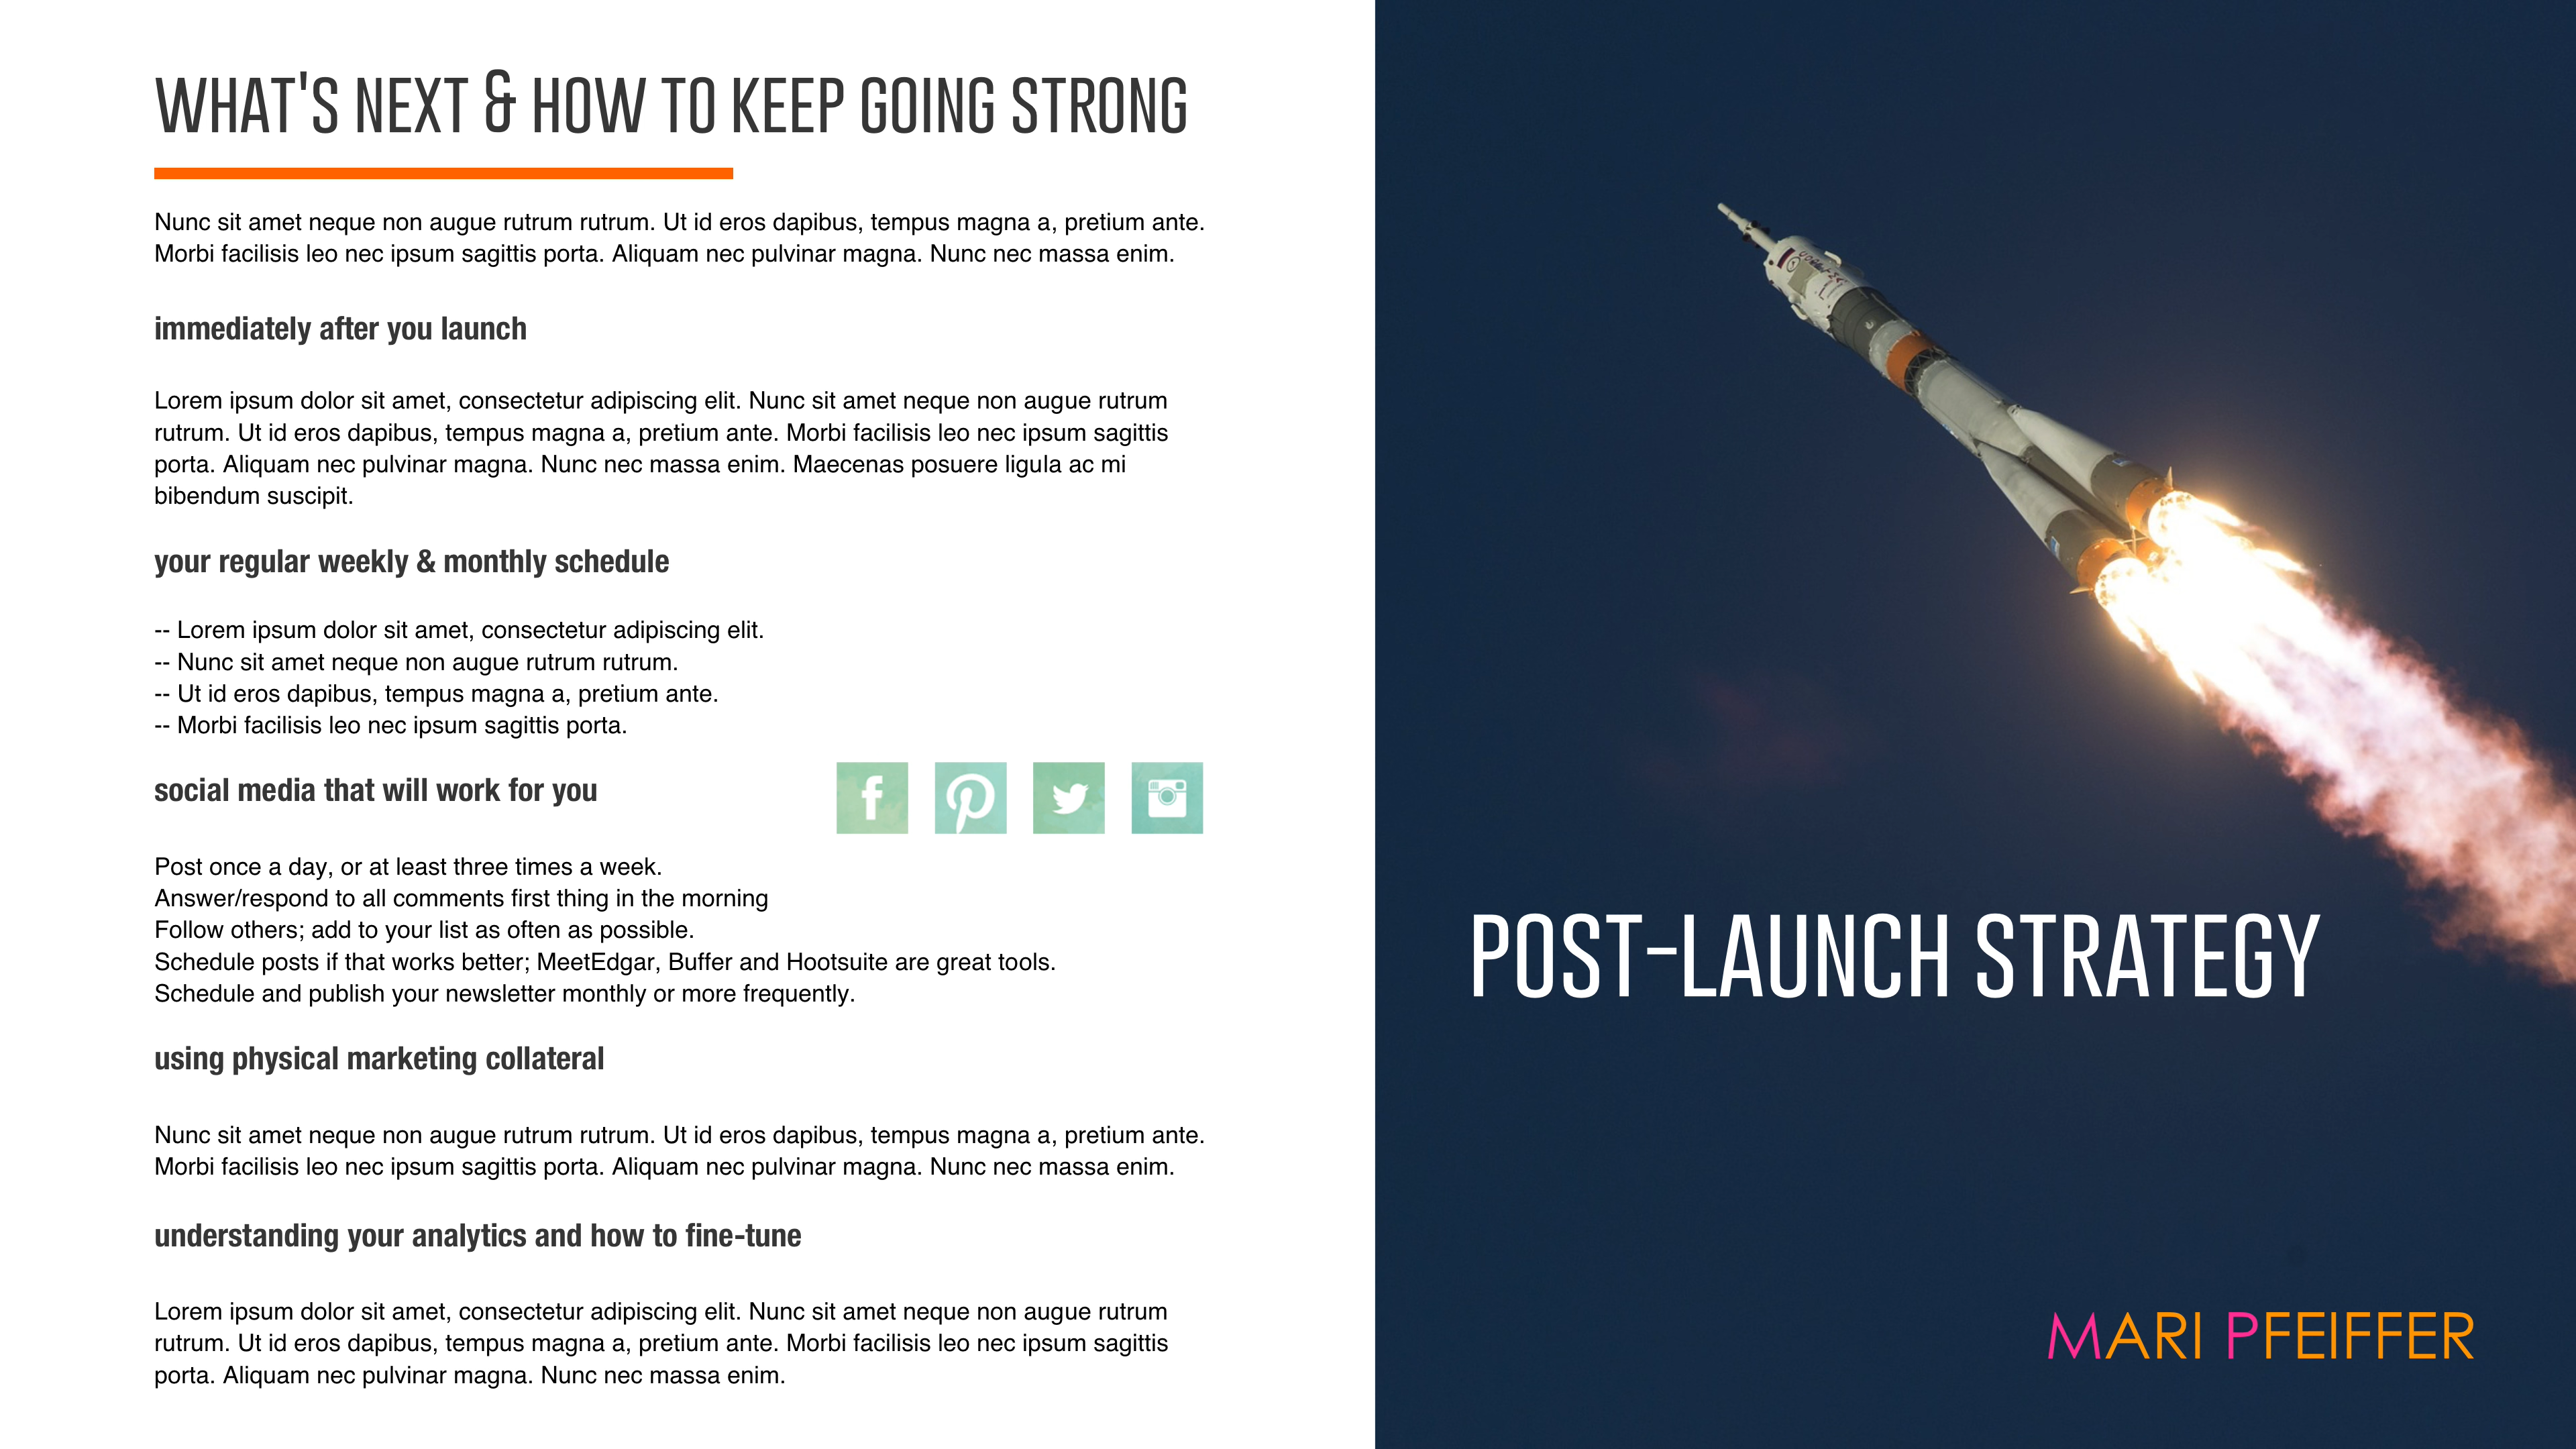 WHAT'S NEXT & HOW TO KEEP GOING STRONG
Nunc sit amet neque non augue rutrum rutrum. Ut id eros dapibus, tempus magna a, pretium ante.
Morbi facilisis leo nec ipsum sagittis porta. Aliquam nec pulvinar magna. Nunc nec massa enim.
immediately after you launch
Lorem ipsum dolor sit amet, consectetur adipiscing elit. Nunc sit amet neque non augue rutrum
rutrum. Ut id eros dapibus, tempus magna a, pretium ante. Morbi facilisis leo nec ipsum sagittis
porta. Aliquam nec pulvinar magna. Nunc nec massa enim. Maecenas posuere ligula ac mi
bibendum suscipit.
your regular weekly & monthly schedule
-- Lorem ipsum dolor sit amet, consectetur adipiscing elit.
-- Nunc sit amet neque non augue rutrum rutrum.
-- Ut id eros dapibus, tempus magna a, pretium ante.
-- Morbi facilisis leo nec ipsum sagittis porta.
social media that will work for you
Post once a day, or at least three times a week.
Answer/respond to all comments first thing in the morning
Follow others; add to your list as often as possible.
Schedule posts if that works better; MeetEdgar, Buffer and Hootsuite are great tools.
Schedule and publish your newsletter monthly or more frequently.
using physical marketing collateral
Nunc sit amet neque non augue rutrum rutrum. Ut id eros dapibus, tempus magna a, pretium ante.
Morbi facilisis leo nec ipsum sagittis porta. Aliquam nec pulvinar magna. Nunc nec massa enim.
understanding your analytics and how to fine-tune
Lorem ipsum dolor sit amet, consectetur adipiscing elit. Nunc sit amet neque non augue rutrum
rutrum. Ut id eros dapibus, tempus magna a, pretium ante. Morbi facilisis leo nec ipsum sagittis
porta. Aliquam nec pulvinar magna. Nunc nec massa enim.
POST-LAUNCH STRATEGY
MARI PFEIFFER